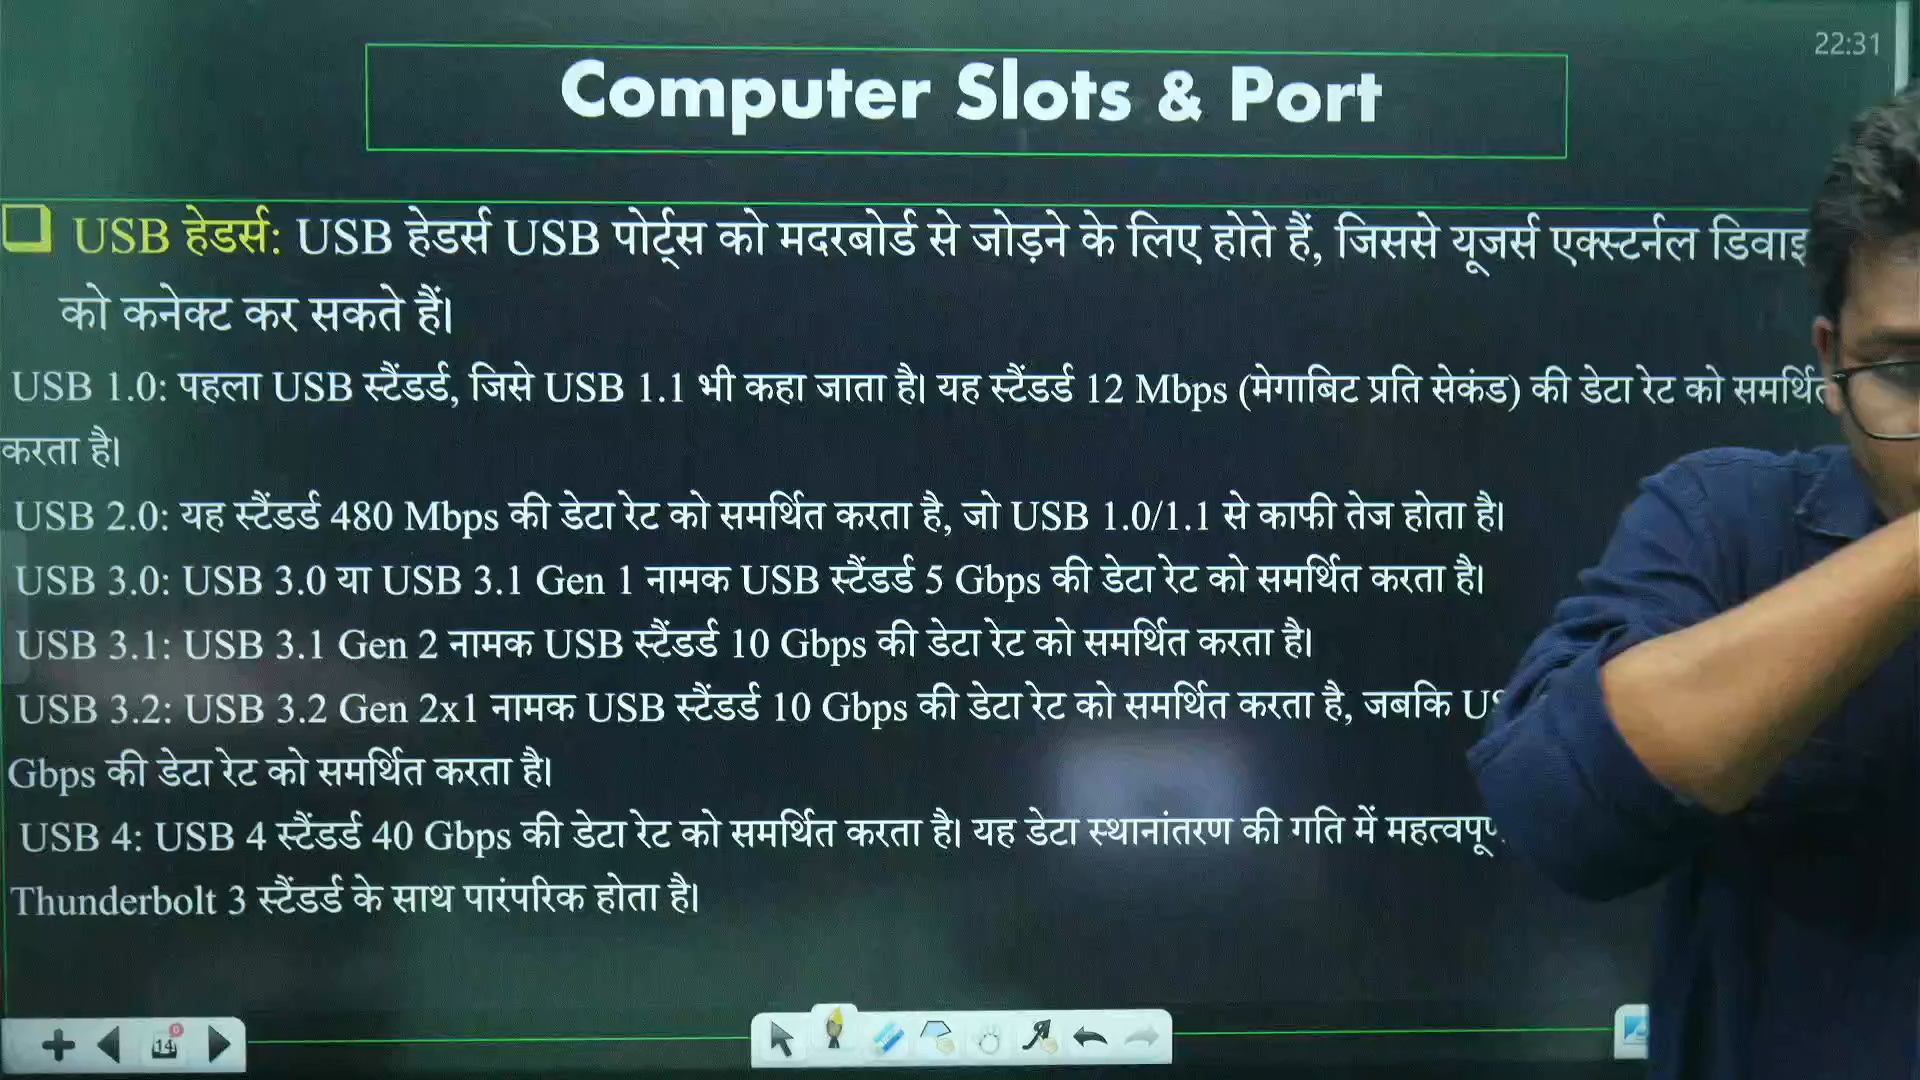 22:31
Computer Slots & Port
USB हेडर्स: USB हेडर्स USB पोर्ट्स को मदरबोर्ड से जोड़ने के लिए होते हैं, जिससे यूजर्स एक्स्टर्नल
को कनेक्ट कर सकते हैं।
USB 1.0: पहला USB स्टैंडर्ड, जिसे USB 1.1 भी कहा जाता है। यह स्टैंडर्ड 12 Mbps (मेगाबिट प्रति सेकंड) की डेटा रेट को समर्थित
करता है।
USB 2.0: यह स्टैंडर्ड 480 Mbps की डेटा रेट को समर्थित करता है, जो USB 1.0/1.1 से काफी तेज होता है।
USB 3.0: USB 3.0 या USB 3.1 Gen 1 नामक USB स्टैंडर्ड 5 Gbps की डेटा रेट को समर्थित करता है।
USB 3.1: USB 3.1 Gen 2 नामक USB स्टैंडर्ड 10 Gbps की डेटा रेट को समर्थित करता है।
USB 3.2: USB 3.2 Gen 2x1 नामक USB स्टैंडर्ड 10 Gbps की डेटा रेट को समर्थित करता है, जबकि
Gbps की डेटा रेट को समर्थित करता है।
USB 4: USB 4 स्टैंडर्ड 40 Gbps की डेटा रेट को समर्थित करता है। यह डेटा स्थानांतरण की गति में
Thunderbolt 3 स्टैंडर्ड के साथ पारंपरिक होता है।
14